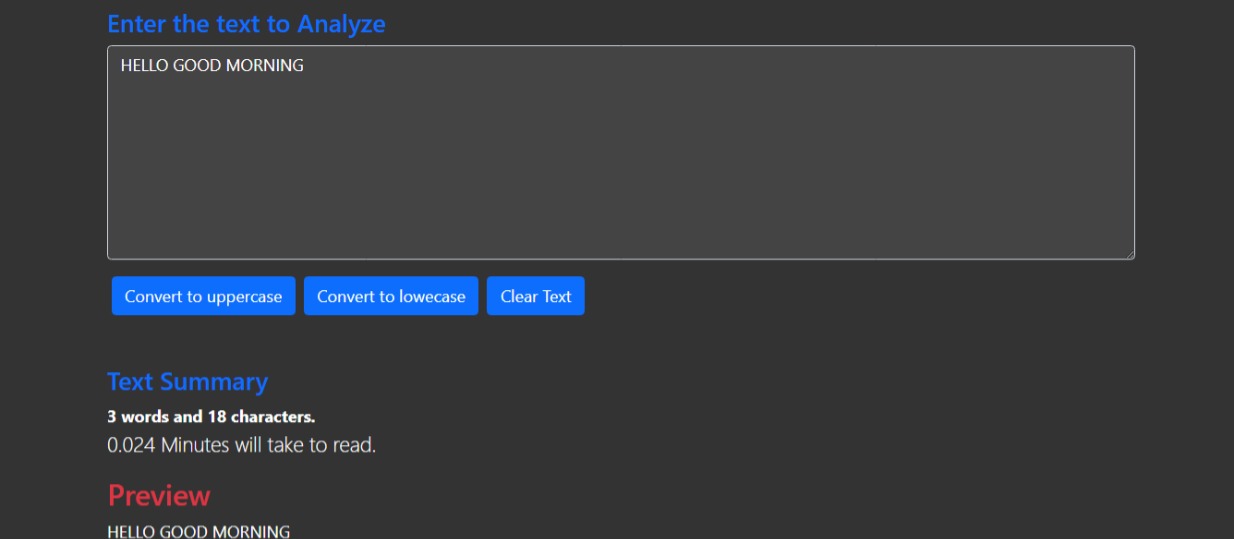 Enter the text to Analyze
HELLO GOOD MORNING
Convert to uppercase Convert to lowecase Clear Text
Text Summary
3 words and 18 characters.
0.024 Minutes will take to read.
Preview
HELLO GOOD MORNING